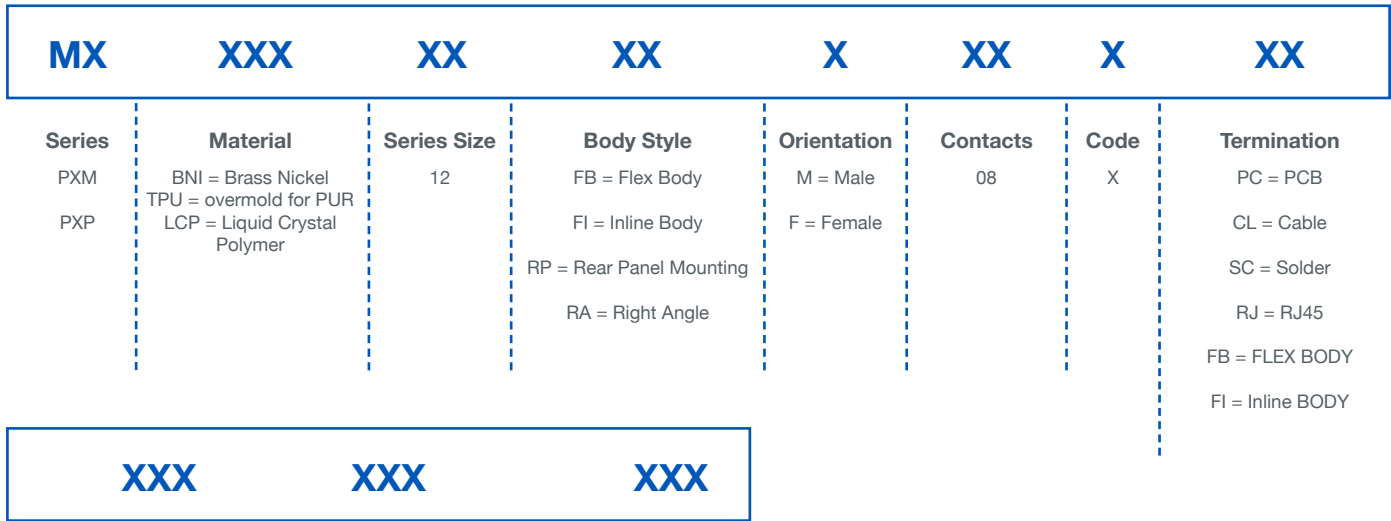 MX XXX XX XX X XX X XX
Series Material Series Size Body Style Orientation Contacts Code Termination
PXM BNI = Brass Nickel 12 FB = Flex Body M = Male 08 X PC = PCB
TPU = overmold for PUR
PXP LCP = Liquid Crystal FI = Inline Body F = Female CL = Cable
Polymer
RP = Rear Panel Mounting SC = Solder
RA = Right Angle RJ = RJ45
FB = FLEX BODY
FI = Inline BODY
XXX XXX XXX